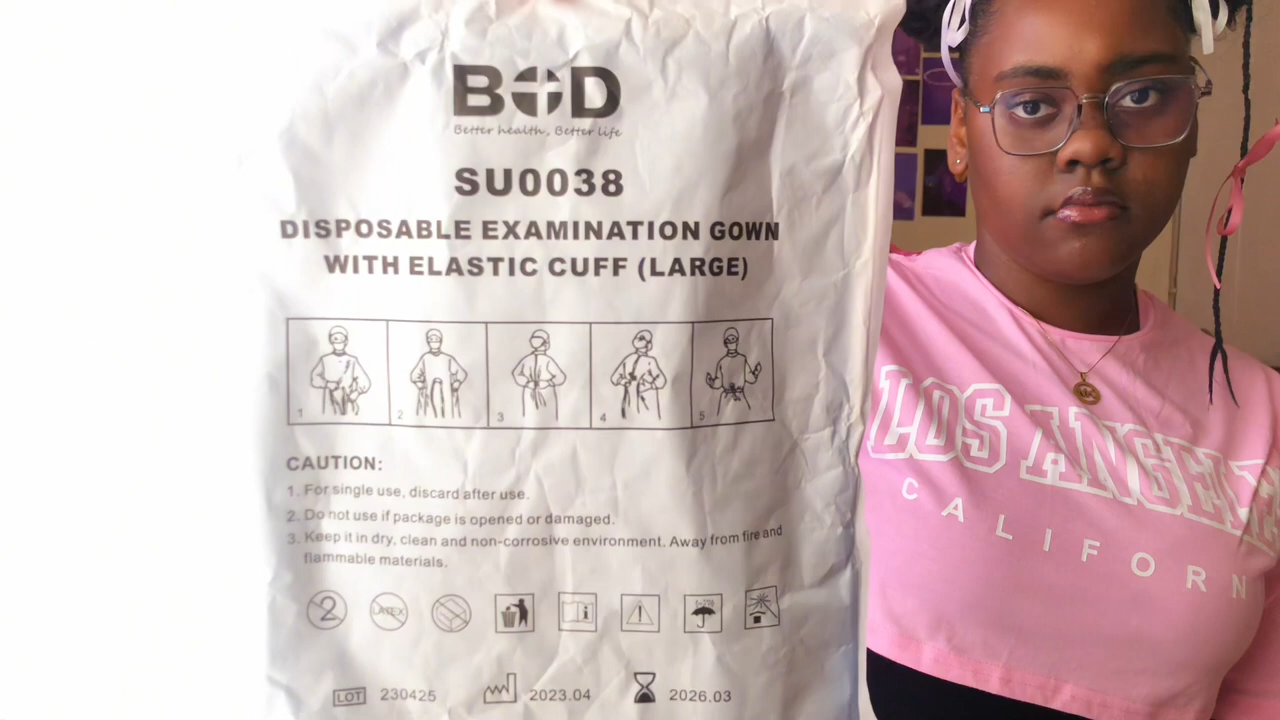 BOD
Better health, Better life
SU0038
DISPOSABLE EXAMINATION GOWN
WITH ELASTIC CUFF (LARGE)
1 2 3 4 5
CAUTION:
1. For single use, discard after use.
2. Do not use if package is opened or damaged.
3. Keep it in dry, clean and non-corrosive environment. Away from fire and
flammable materials.
2 LATEX
LOT 230425 2023.04 2026.03
LOS ANGELE
CALIFORN